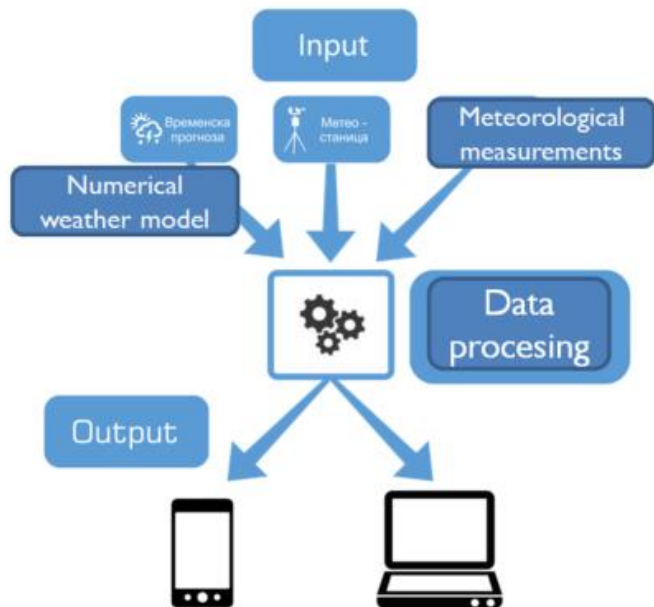 Input
Временска
прогноза
Метео -
станица
Meteorological
measurements
Numerical
weather model
Data
procesing
Output